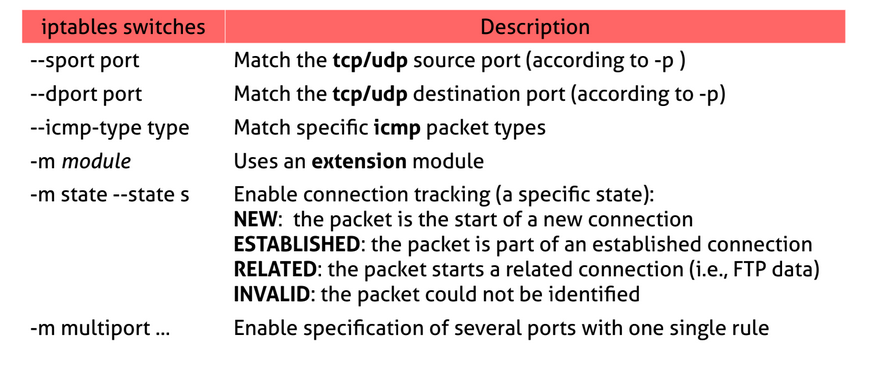 iptables switches Description
--sport port Match the tcp/udp source port (according to -p )
--dport port Match the tcp/udp destination port (according to -p)
--icmp-type type Match specific icmp packet types
-m module Uses an extension module
-m state --state s Enable connection tracking (a specific state):
NEW: the packet is the start of a new connection
ESTABLISHED: the packet is part of an established connection
RELATED: the packet starts a related connection (i.e., FTP data)
INVALID: the packet could not be identified
-m multiport ... Enable specification of several ports with one single rule